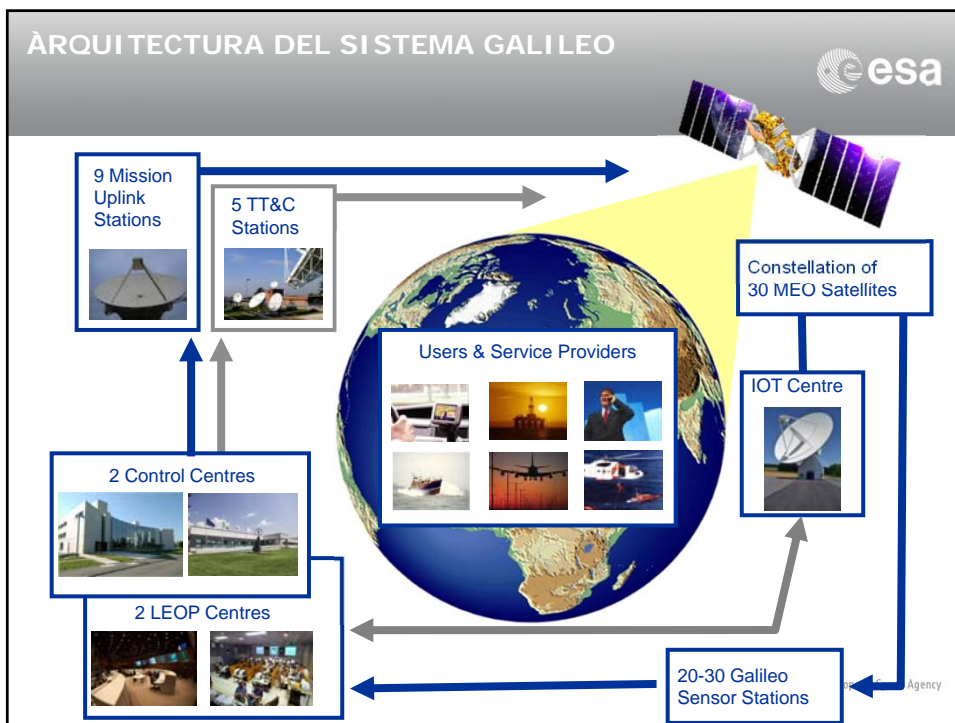 ÀRQUITECTURA DEL SISTEMA GALILEO
esa
9 Mission
Uplink
Stations
5 TT&C
Stations
Constellation of
30 MEO Satellites
Users & Service Providers
IOT Centre
2 Control Centres
2 LEOP Centres
20-30 Galileo
Sensor Stations
Agency